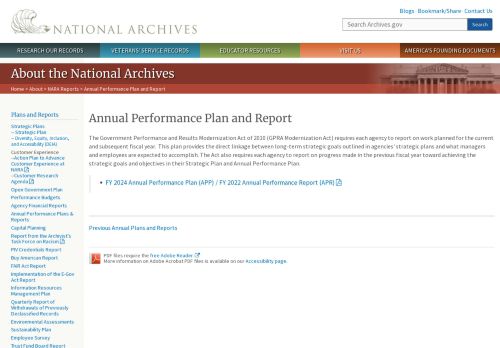 Blogs · Bookmark/Share · Contact Us
NATIONAL ARCHIVES
Search Archives.gov
Search
RESEARCH OUR RECORDS
VETERANS' SERVICE RECORDS
EDUCATOR RESOURCES
VISIT US
AMERICA'S FOUNDING DOCUMENTS
About the National Archives
Home > About > NARA Reports > Annual Performance Plan and Report
Plans and Reports
Strategic Plans
– Strategic Plan
– Diversity, Equity, Inclusion,
and Accessibility (DEIA)
Customer Experience
–Action Plan to Advance
Customer Experience at
NARA
–Customer Research
Agenda
Open Government Plan
Performance Budgets
Agency Financial Reports
Annual Performance Plans &
Reports
Capital Planning
Report from the Archivist's
Task Force on Racism
PIV Credentials Report
Buy American Report
FAIR Act Report
Implementation of the E-Gov
Act Report
Information Resources
Management Plan
Quarterly Report of
Withdrawals of Previously
Declassified Records
Environmental Assessments
Sustainability Plan
Employee Survey
Trust Fund Board Report
Annual Performance Plan and Report
The Government Performance and Results Modernization Act of 2010 (GPRA Modernization Act) requires each agency to report on work planned for the current
and subsequent fiscal year. This plan provides the direct linkage between long-term strategic goals outlined in agencies' strategic plans and what managers
and employees are expected to accomplish. The Act also requires each agency to report on progress made in the previous fiscal year toward achieving the
strategic goals and objectives in their Strategic Plan and Annual Performance Plan.
• FY 2024 Annual Performance Plan (APP) / FY 2022 Annual Performance Report (APR)
Previous Annual Plans and Reports
PDF files require the free Adobe Reader.
More information on Adobe Acrobat PDF files is available on our Accessibility page.